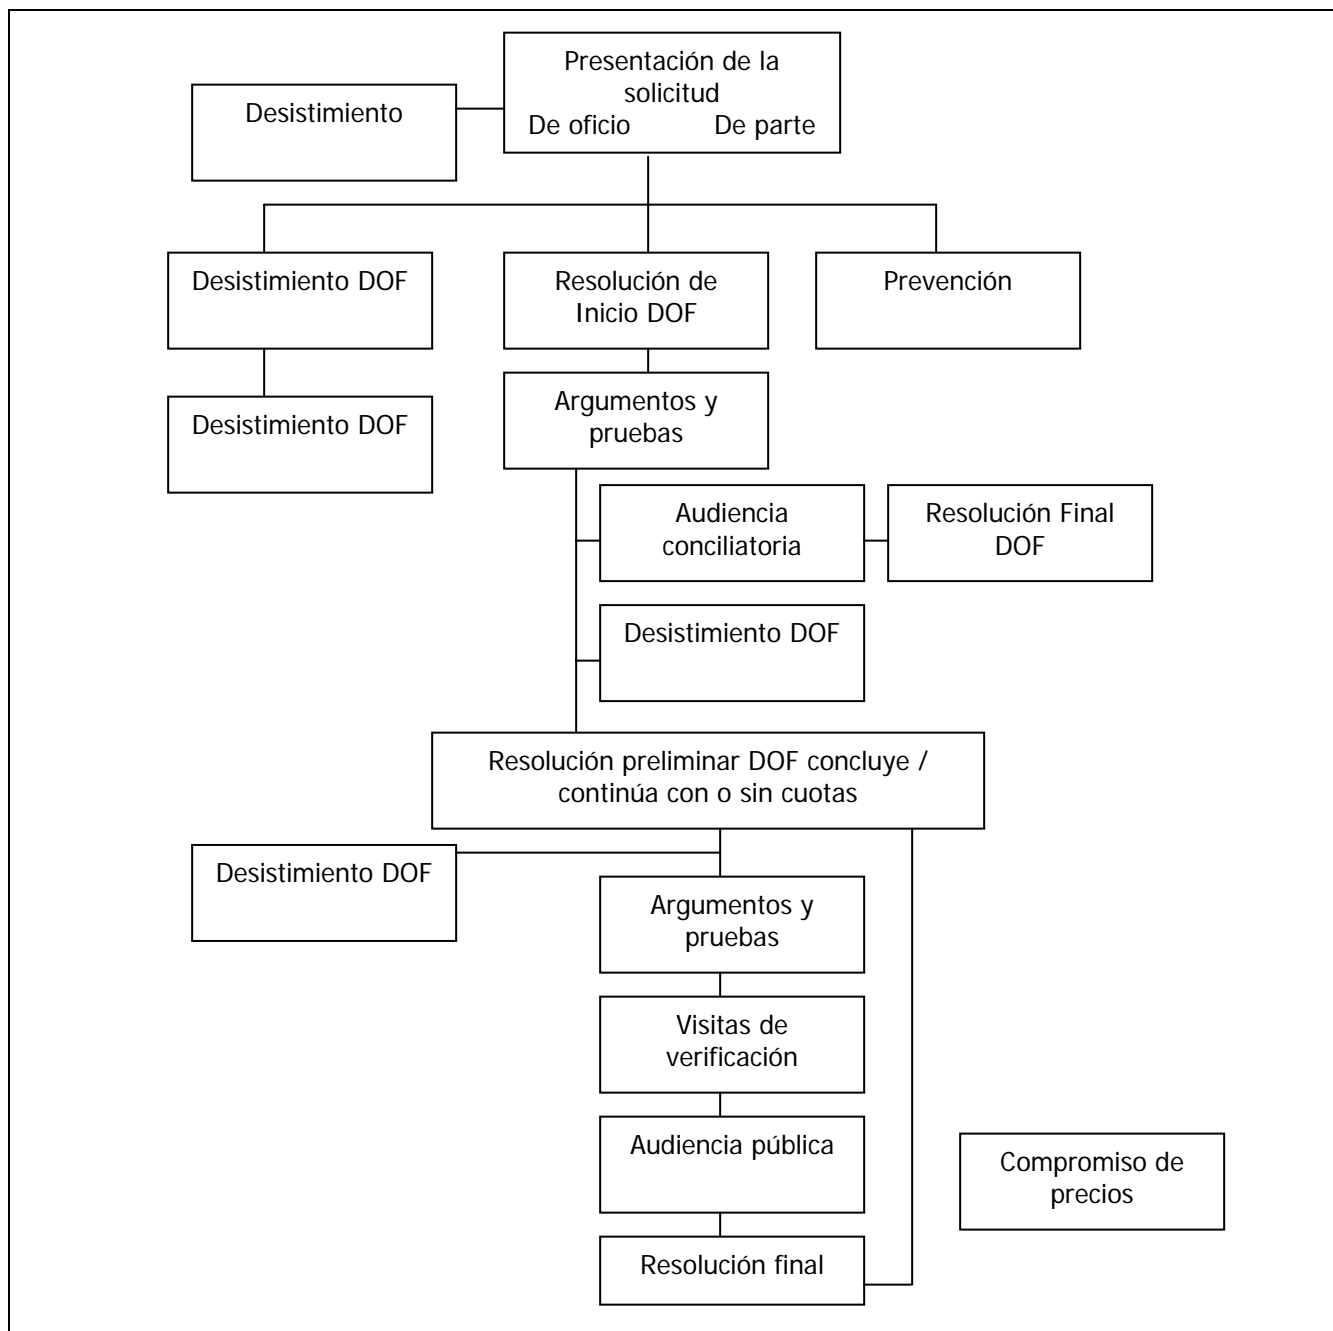 Presentación de la
solicitud
De oficio De parte
Desistimiento
Desistimiento DOF
Resolución de
Inicio DOF
Prevención
Desistimiento DOF
Argumentos y
pruebas
Audiencia
conciliatoria
Resolución Final
DOF
Desistimiento DOF
Resolución preliminar DOF concluye /
continúa con o sin cuotas
Desistimiento DOF
Argumentos y
pruebas
Visitas de
verificación
Audiencia pública
Compromiso de
precios
Resolución final